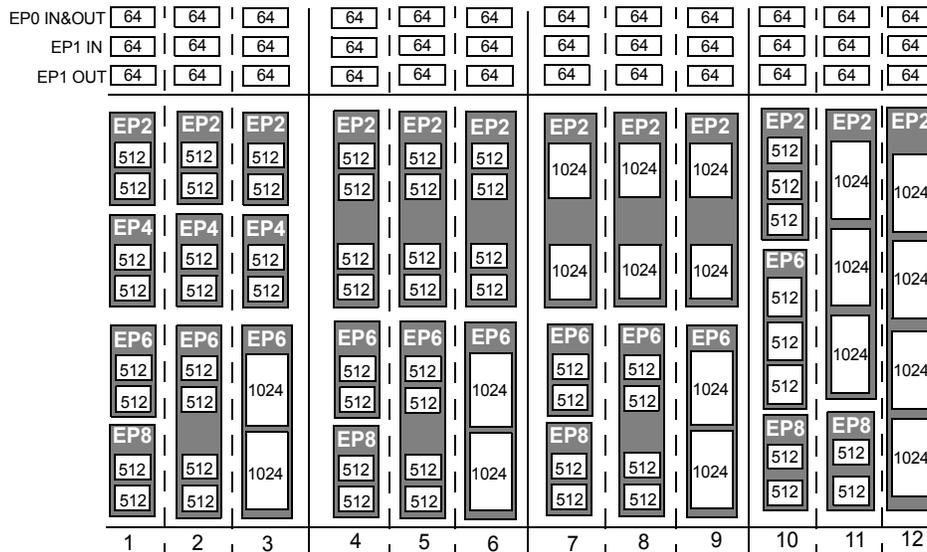 EP0 IN&OUT 64 64 64 64 64 64 64 64 64 64 64 64
EP1 IN 64 64 64 64 64 64 64 64 64 64 64 64
EP1 OUT 64 64 64 64 64 64 64 64 64 64 64 64
EP2 EP2 EP2 EP2 EP2 EP2 EP2 EP2 EP2 EP2 EP2 EP2
512 512 512 512 512 512 512
1024 1024 1024 1024 1024
512 512 512 512 512 512 512
512
EP4 EP4 EP4
512 512 512 512 512 512 EP6
1024 1024 1024 1024 1024
512 512 512 512 512 512 512
EP6 EP6 EP6 EP6 EP6 EP6 EP6 EP6 EP6 512
512 512 512 512 512 512 1024 1024
1024 1024 1024 512
512 512 512 512 512 512
EP8 EP8 EP8 EP8 EP8
512 512 1024 512 512 1024 512 512 1024 512 512 1024
512 512 512 512 512 512 512 512
1 2 3 4 5 6 7 8 9 10 11 12